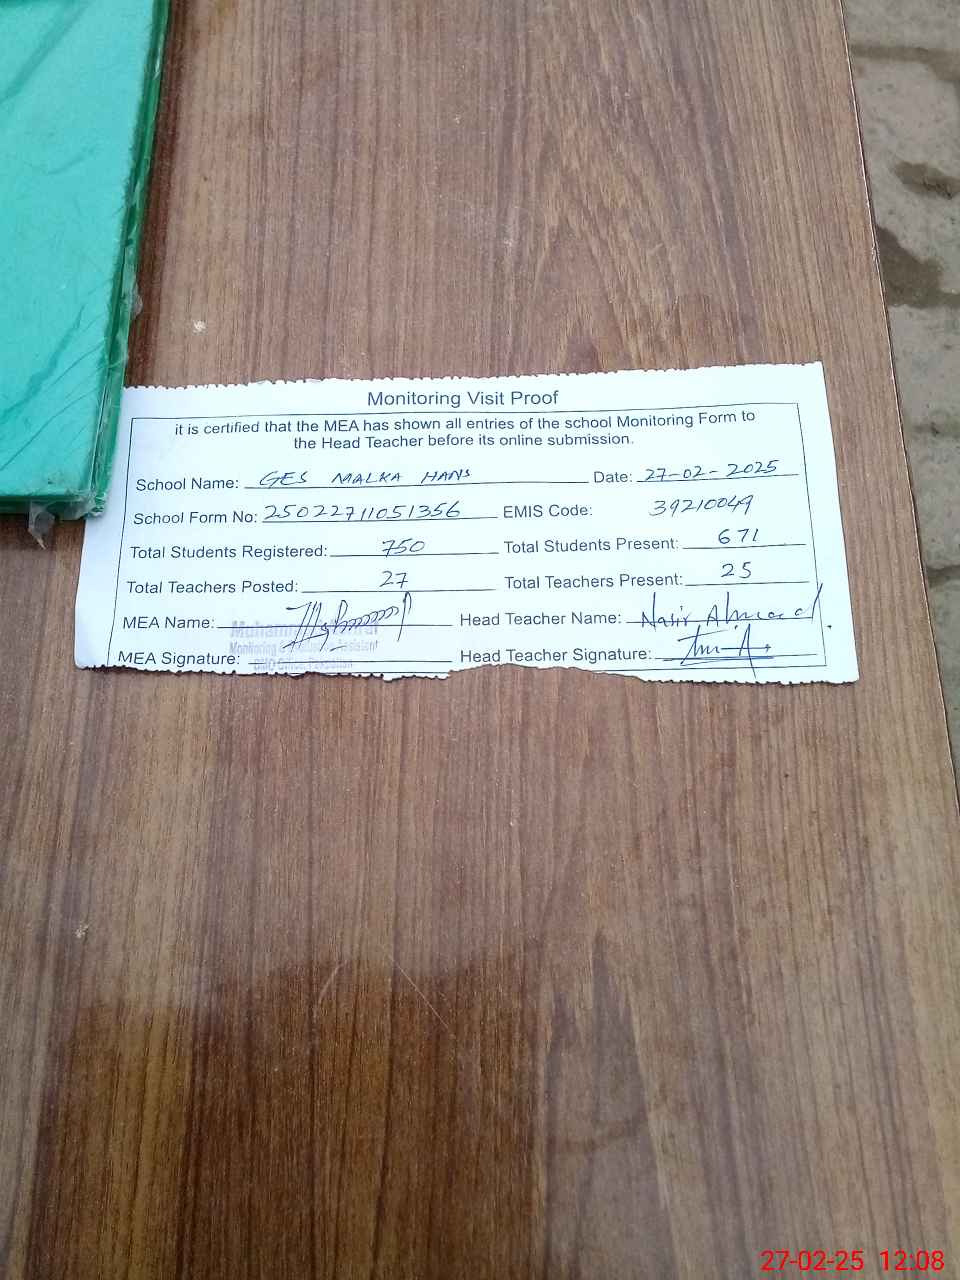 Monitoring Visit Proof
it is certified that the MEA has shown all entries of the school Monitoring Form to
the Head Teacher before its online submission.
School Name: GES MALKA HANS Date: 27-02-2025
School Form No: 25022711051356 EMIS Code: 39210049
Total Students Registered: 750 Total Students Present: 671
Total Teachers Posted: 27 Total Teachers Present: 25
MEA Name: Head Teacher Name: Nasir Ahmad
Monitoring & Assistant
MEA Signature: Head Teacher Signature:
27-02-25 12:08